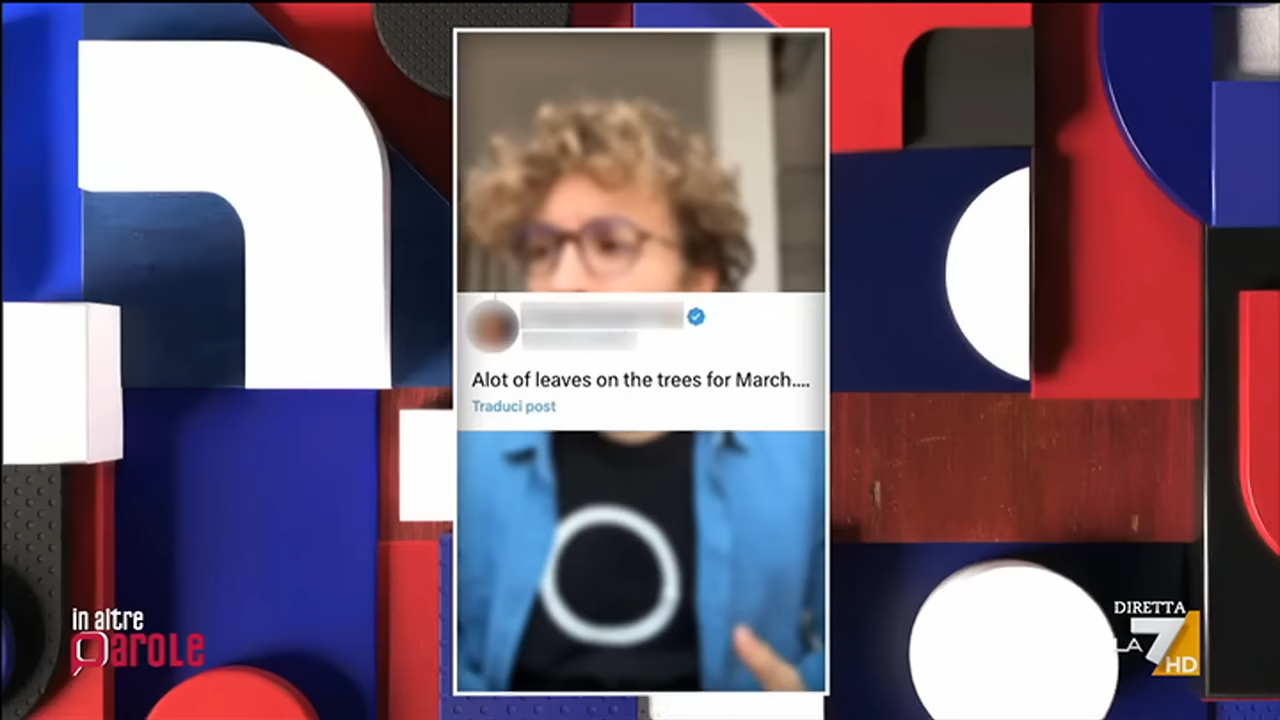 Alot of leaves on the trees for March....
Traduci post
in altre
Parole
DIRETTA
LA7
HD